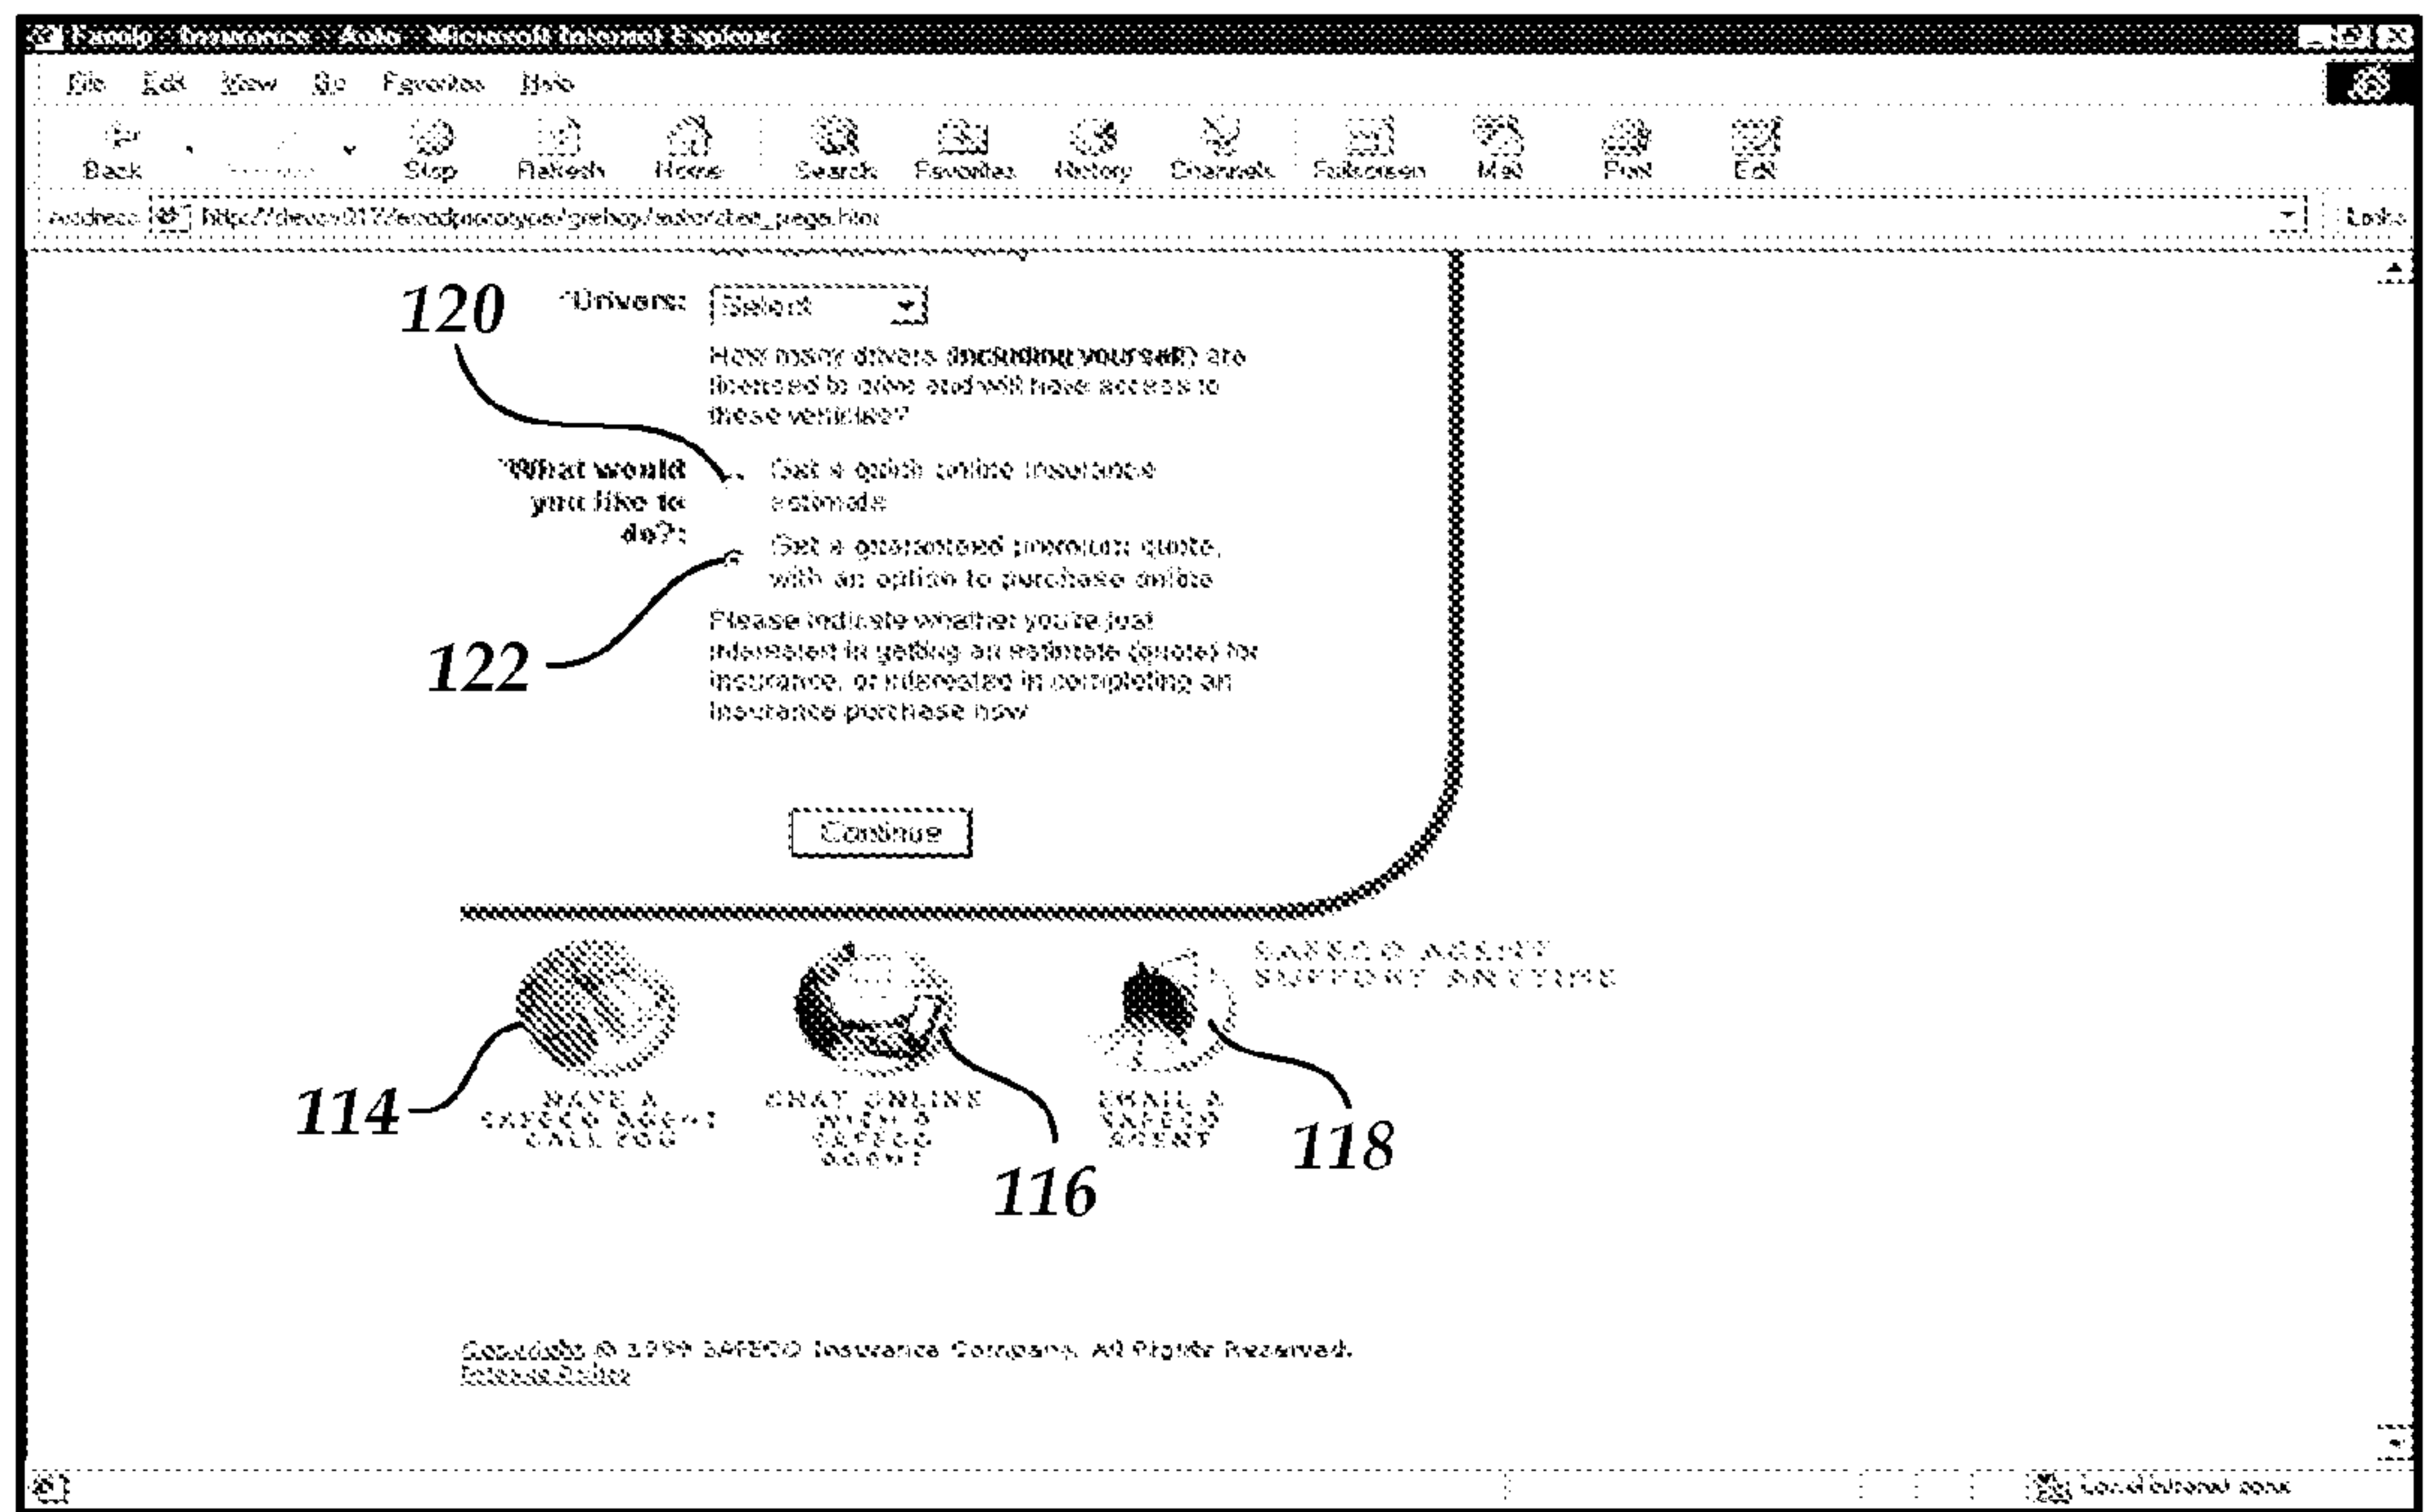 Family - Insurance - Auto - Microsoft Internet Explorer
File Edit View Go Favorites Help
Back Stop Refresh Home Search Favorites History Channels Fullscreen Mail Print Edit
Address Links
120
*Drivers: Select
How many drivers (including yourself) are
licensed to drive and will have access to
these vehicles?
*What would
you like to
do?:
Get a quick online insurance
estimate
Get a guaranteed premium quote,
with an option to purchase online
122
Please indicate whether you're just
interested in getting an estimate (quote) for
insurance, or interested in completing an
insurance purchase now
Continue
SAFECO AGENT
SUPPORT ANYTIME
114
HAVE A
SAFECO AGENT
CALL YOU
CHAT ONLINE
WITH A
SAFECO
AGENT
116
EMAIL A
SAFECO
AGENT
118
Copyright © 1999 SAFECO Insurance Company, All Rights Reserved.
Local intranet zone